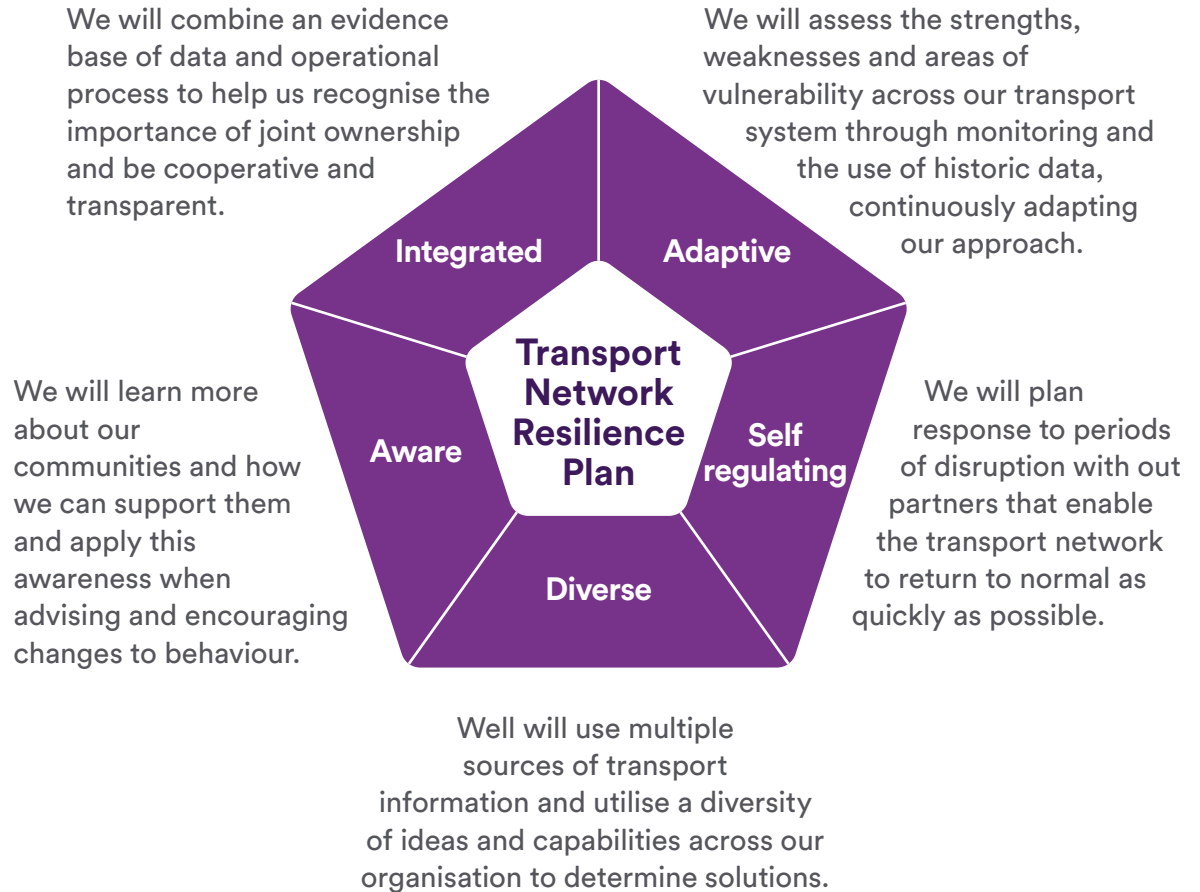 We will combine an evidence
base of data and operational
process to help us recognise the
importance of joint ownership
and be cooperative and
transparent.
We will assess the strengths,
weaknesses and areas of
vulnerability across our transport
system through monitoring and
the use of historic data,
continuously adapting
our approach.
Integrated
Adaptive
Transport
Network
Resilience
Plan
Aware
Self
regulating
Diverse
We will learn more
about our
communities and how
we can support them
and apply this
awareness when
advising and encouraging
changes to behaviour.
We will plan
response to periods
of disruption with out
partners that enable
the transport network
to return to normal as
quickly as possible.
Well will use multiple
sources of transport
information and utilise a diversity
of ideas and capabilities across our
organisation to determine solutions.